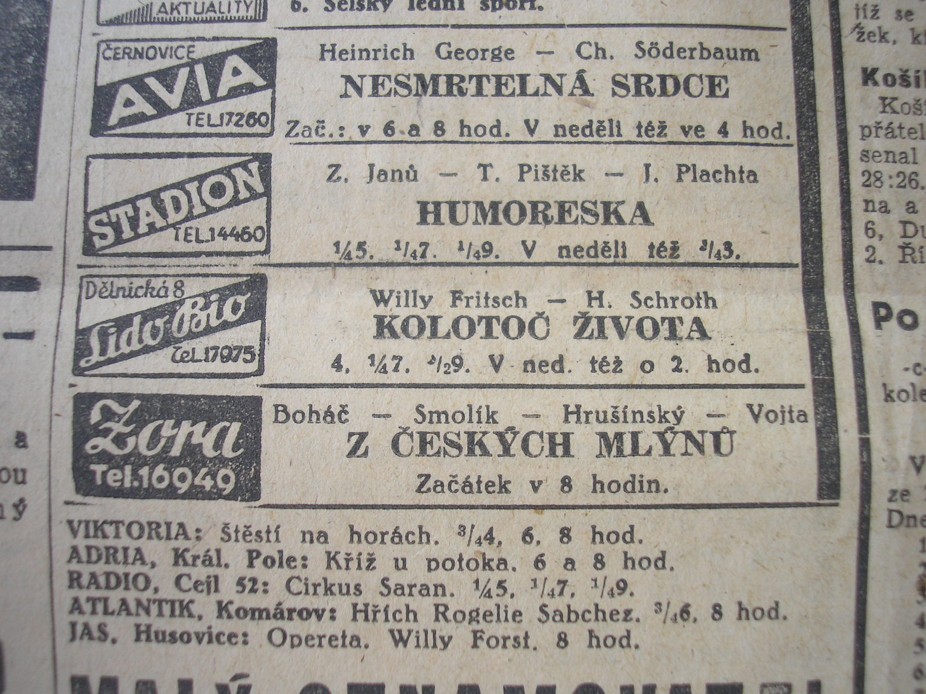 AKTUALITY
6. Selský lední sport.
ČERNOVICE
AVIA
TEL.17260
Heinrich George — Ch. Söderbaum
NESMRTELNÁ SRDCE
Zač.: v 6 a 8 hod. V neděli též ve 4 hod.
STADION
TEL.14460
Z. Janů — T. Pištěk — J. Plachta
HUMORESKA
¼5. ¼7. ¼9. V neděli též ¾3.
Dělnická 8
Lido Bio
Tel.17975
Willy Fritsch — H. Schroth
KOLOTOČ ŽIVOTA
4. ¼7. ½9. V ned. též o 2. hod.
Zora
Tel.16949
Boháč — Smolík — Hrušínský — Vojta
Z ČESKÝCH MLÝNŮ
Začátek v 8 hodin.
VIKTORIA: Štěstí na horách. ¾4, 6, 8 hod.
ADRIA, Král. Pole: Kříž u potoka. 6 a 8 hod.
RADIO, Cejl 52: Cirkus Saran. ¼5, ¼7, ¼9.
ATLANTIK, Komárov: Hřích Rogelie Sabchez. ¾6, 8 hod.
JAS, Husovice: Opereta. Willy Forst. 8 hod.
MALÝ OZNAMOVATEL
a
ou
ný
tíž se
žek, k
Koší
Koší
přátel
senal
28:26.
na a
6, Du
2. Ří
Po
-c-
kole
V
ze
Dne